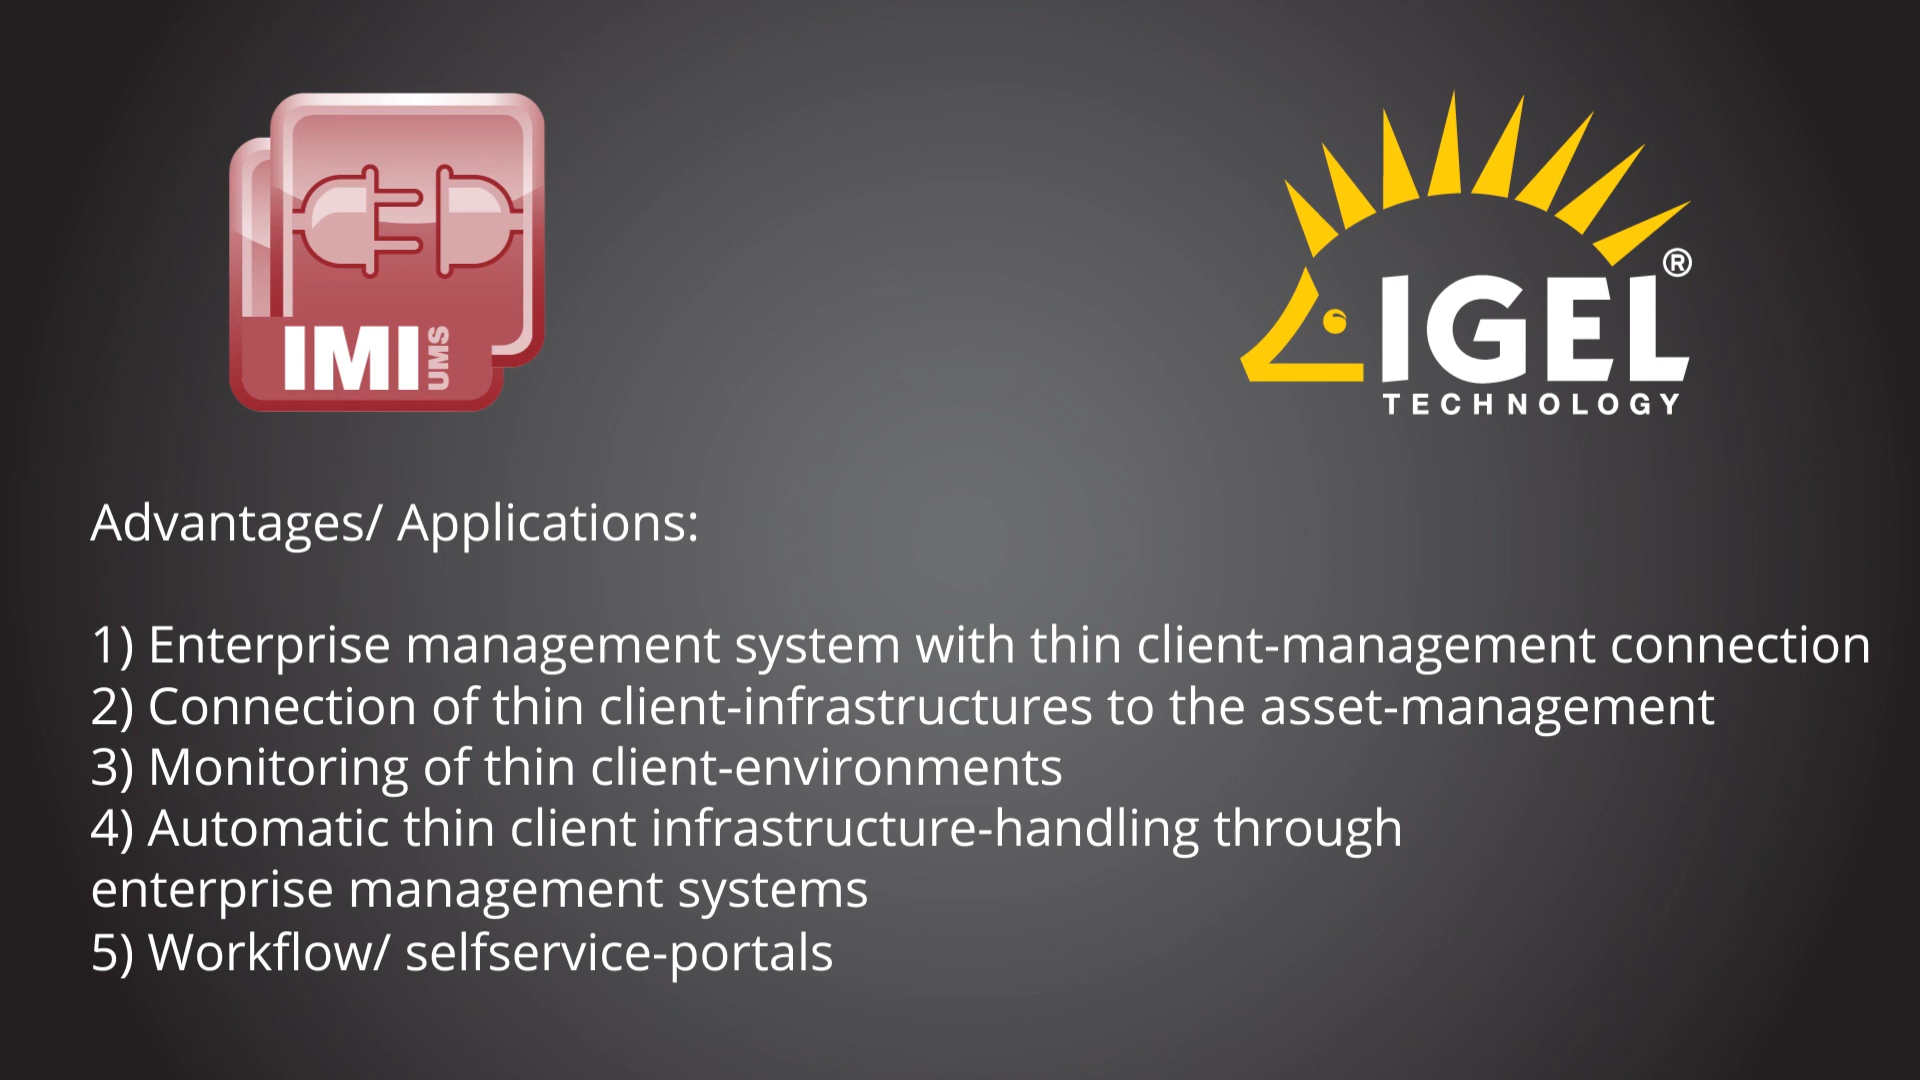 IMI UMS
IGEL®
TECHNOLOGY
Advantages/ Applications:
1) Enterprise management system with thin client-management connection
2) Connection of thin client-infrastructures to the asset-management
3) Monitoring of thin client-environments
4) Automatic thin client infrastructure-handling through
enterprise management systems
5) Workflow/ selfservice-portals